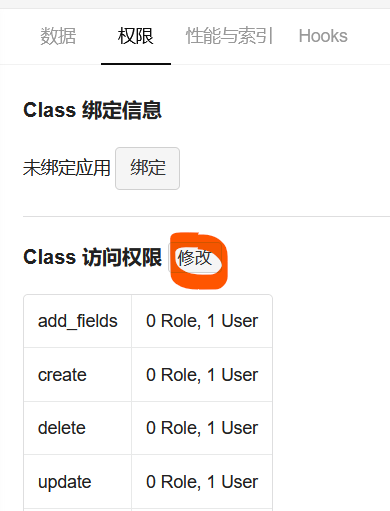 数据 权限 性能与索引 Hooks
Class 绑定信息
未绑定应用 绑定
Class 访问权限 修改
add_fields 0 Role, 1 User
create 0 Role, 1 User
delete 0 Role, 1 User
update 0 Role, 1 User